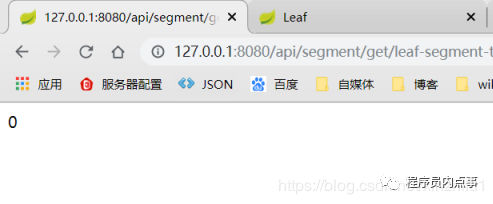 127.0.0.1:8080/api/segment/g
Leaf
127.0.0.1:8080/api/segment/get/leaf-segment-t
应用 服务器配置 JSON 百度 自媒体 博客 wil
0
程序员内点事
https://blog.csd